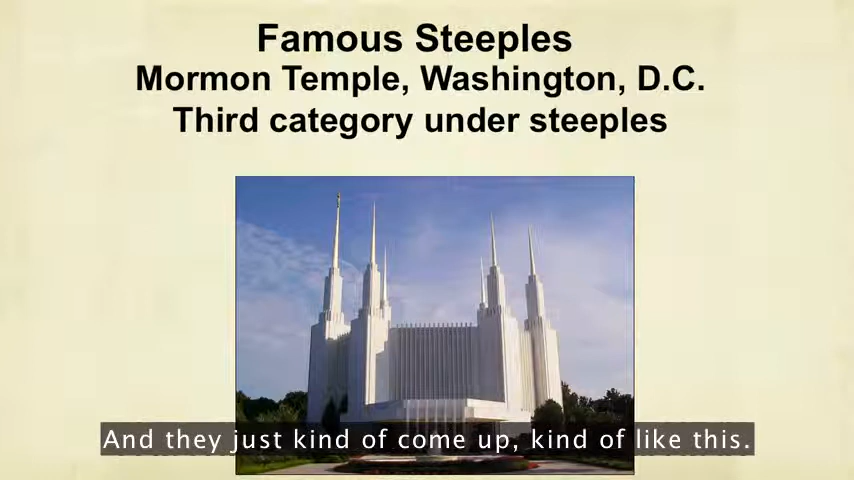 Famous Steeples
Mormon Temple, Washington, D.C.
Third category under steeples
And they just kind of come up, kind of like this.